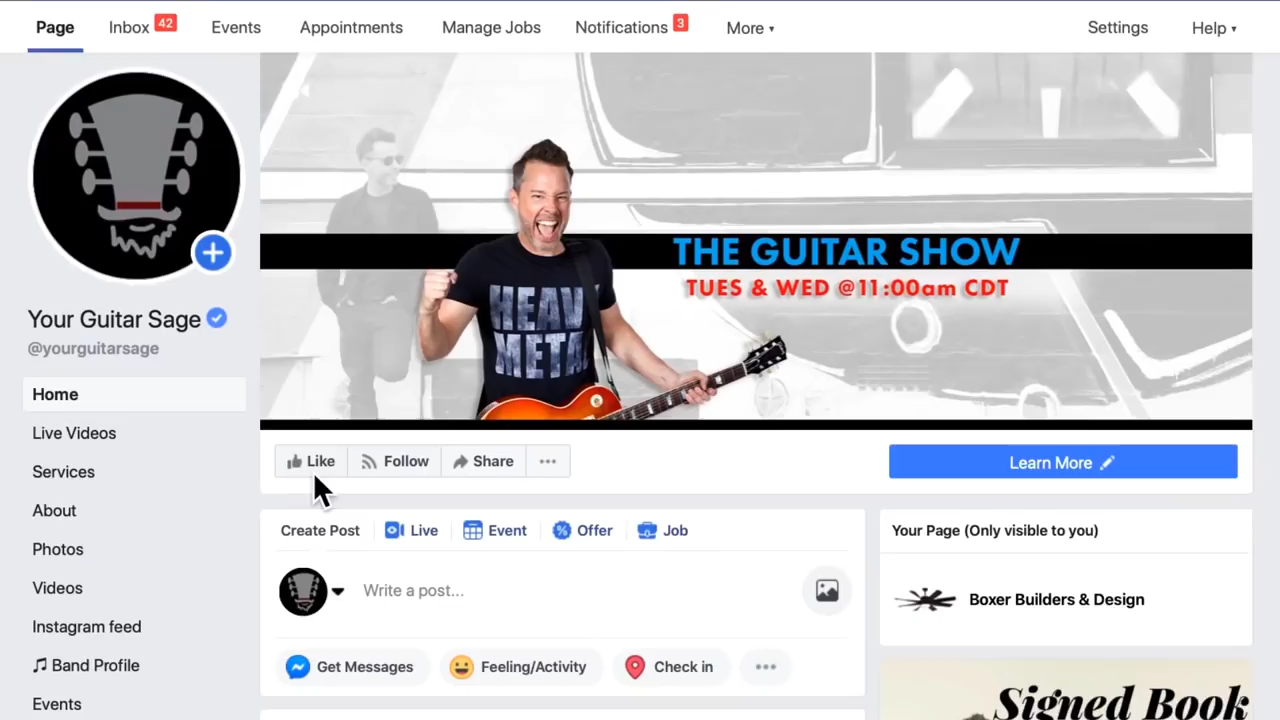 Page Inbox 42 Events Appointments Manage Jobs Notifications 3 More Settings Help
THE GUITAR SHOW
TUES & WED @11:00am CDT
HEAVY
METAL
Your Guitar Sage
@yourguitarsage
Home
Live Videos
Services
About
Photos
Videos
Instagram feed
Band Profile
Events
Like Follow Share
Learn More
Create Post Live Event Offer Job
Write a post...
Get Messages Feeling/Activity Check in
Your Page (Only visible to you)
Boxer Builders & Design
Signed Book